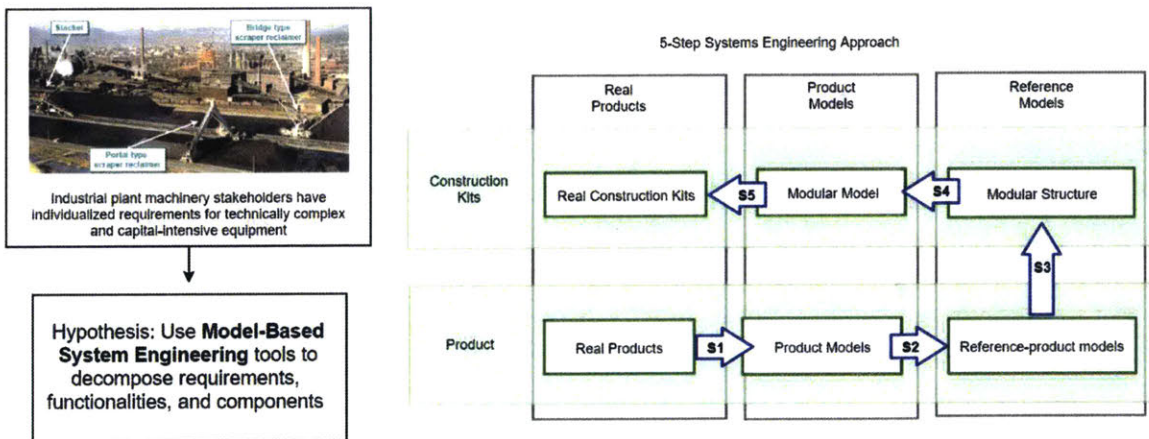 Stacker
Bridge type
scraper reclaimer
Portal type
scraper reclaimer
Industrial plant machinery stakeholders have
individualized requirements for technically complex
and capital-intensive equipment
Hypothesis: Use Model-Based
System Engineering tools to
decompose requirements,
functionalities, and components
5-Step Systems Engineering Approach
Real
Products
Product
Models
Reference
Models
Construction
Kits
Real Construction Kits
S5
Modular Model
S4
Modular Structure
S3
Product
Real Products
S1
Product Models
S2
Reference-product models